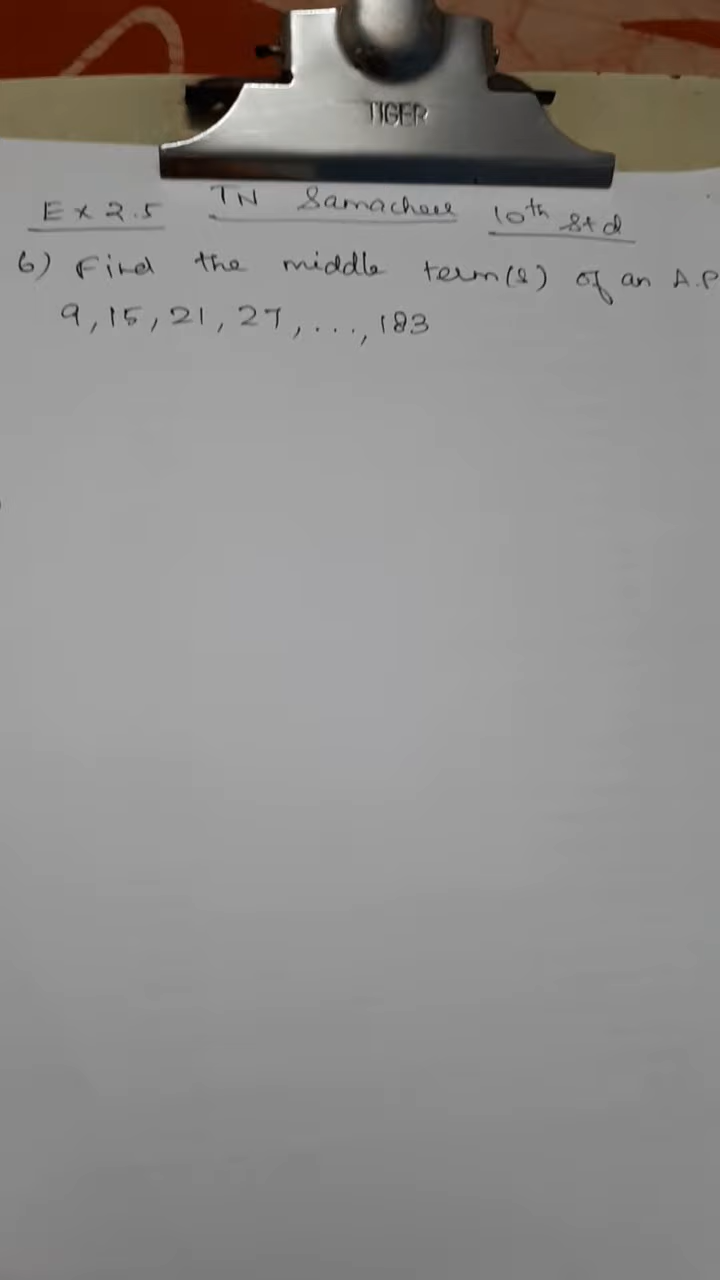 TIGER
Ex 2.5 TN Samacheer 10th Std
6) Find the middle term(s) of an A.P
9, 15, 21, 27, ..., 183